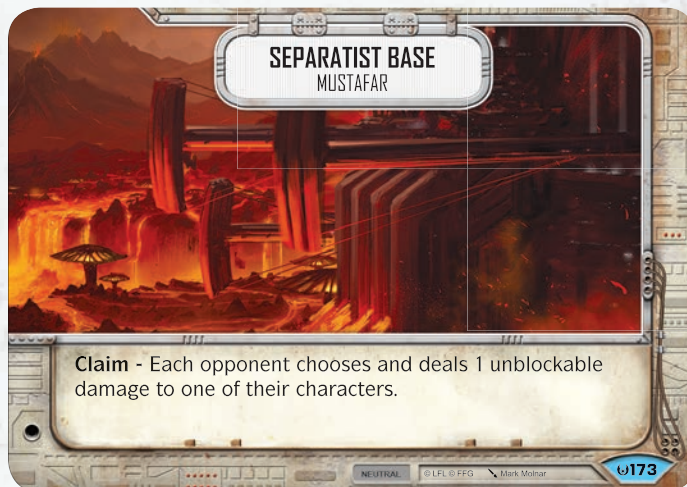 SEPARATIST BASE
MUSTAFAR
Claim - Each opponent chooses and deals 1 unblockable
damage to one of their characters.
NEUTRAL
© LFL © FFG Mark Molnar
173